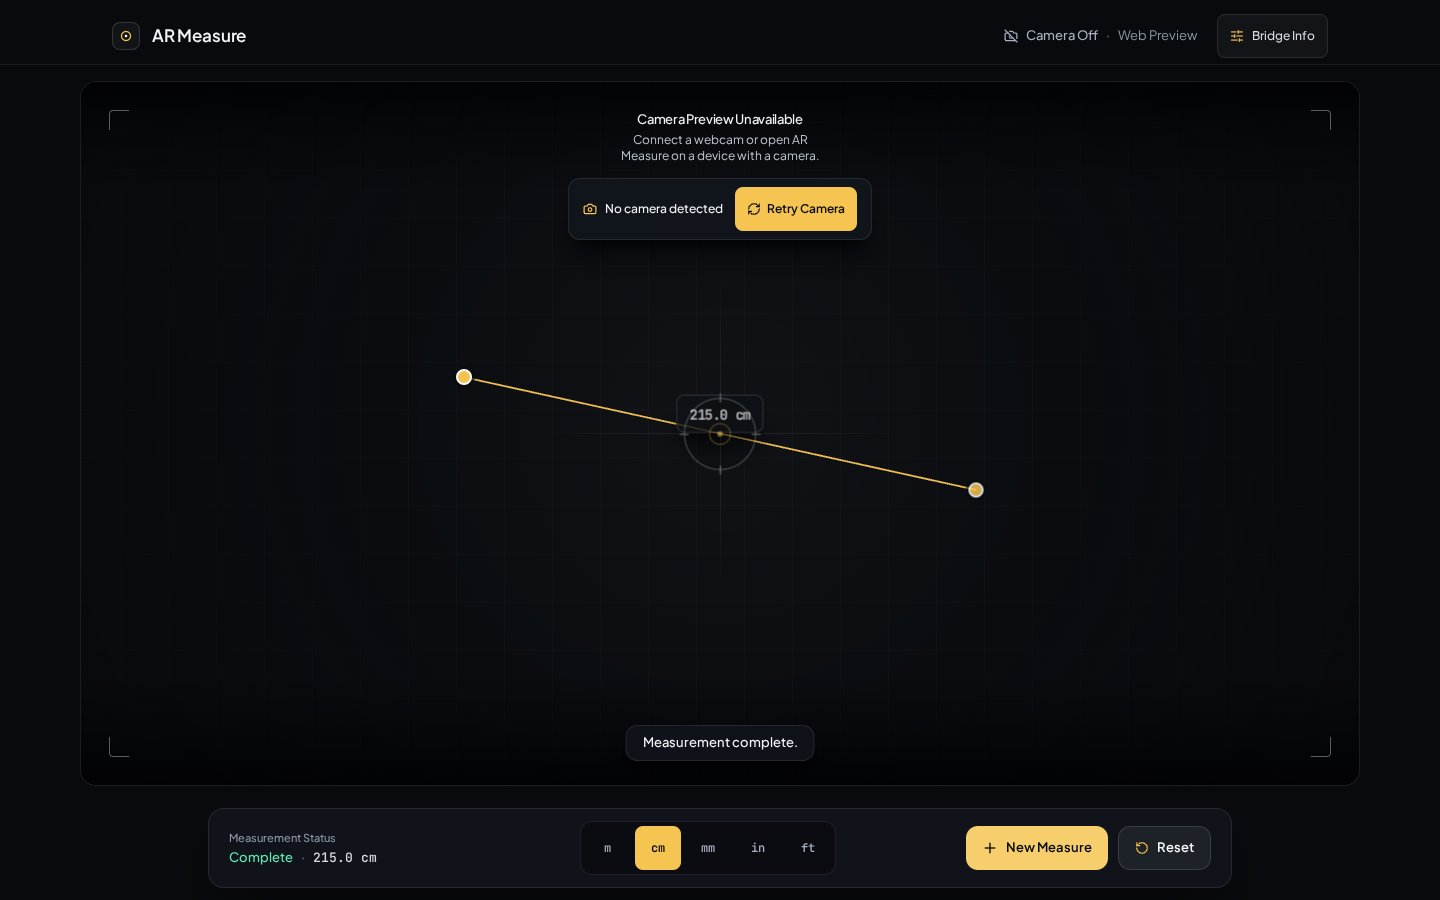 AR Measure
Camera Off · Web Preview
Bridge Info
Camera Preview Unavailable
Connect a webcam or open AR
Measure on a device with a camera.
No camera detected
Retry Camera
215.0 cm
Measurement complete.
Measurement Status
Complete · 215.0 cm
m
cm
mm
in
ft
New Measure
Reset